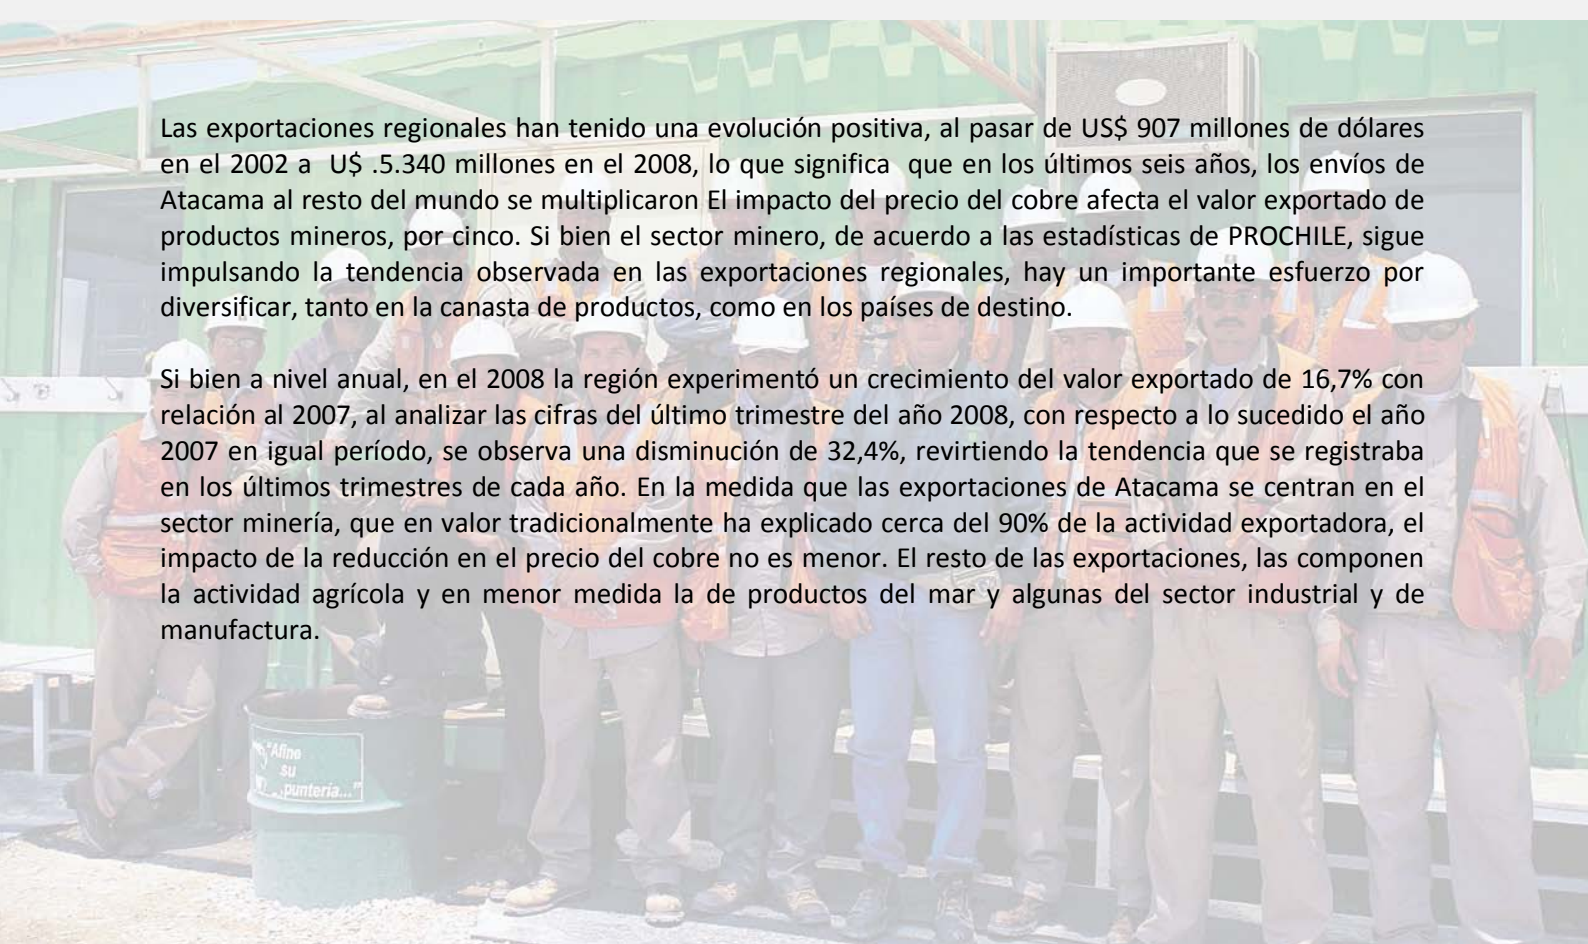 Las exportaciones regionales han tenido una evolución positiva, al pasar de US$ 907 millones de dólares
en el 2002 a  U$ .5.340 millones en el 2008, lo que significa  que en los últimos seis años, los envíos de
Atacama al resto del mundo se multiplicaron El impacto del precio del cobre afecta el valor exportado de
productos mineros, por cinco. Si bien el sector minero, de acuerdo a las estadísticas de PROCHILE, sigue
impulsando la tendencia observada en las exportaciones regionales, hay un importante esfuerzo por
diversificar, tanto en la canasta de productos, como en los países de destino.
Si bien a nivel anual, en el 2008 la región experimentó un crecimiento del valor exportado de 16,7% con
relación al 2007, al analizar las cifras del último trimestre del año 2008, con respecto a lo sucedido el año
2007 en igual período, se observa una disminución de 32,4%, revirtiendo la tendencia que se registraba
en los últimos trimestres de cada año. En la medida que las exportaciones de Atacama se centran en el
sector minería, que en valor tradicionalmente ha explicado cerca del 90% de la actividad exportadora, el
impacto de la reducción en el precio del cobre no es menor. El resto de las exportaciones, las componen
la actividad agrícola y en menor medida la de productos del mar y algunas del sector industrial y de
manufactura.
"Afine
su
puntería..."